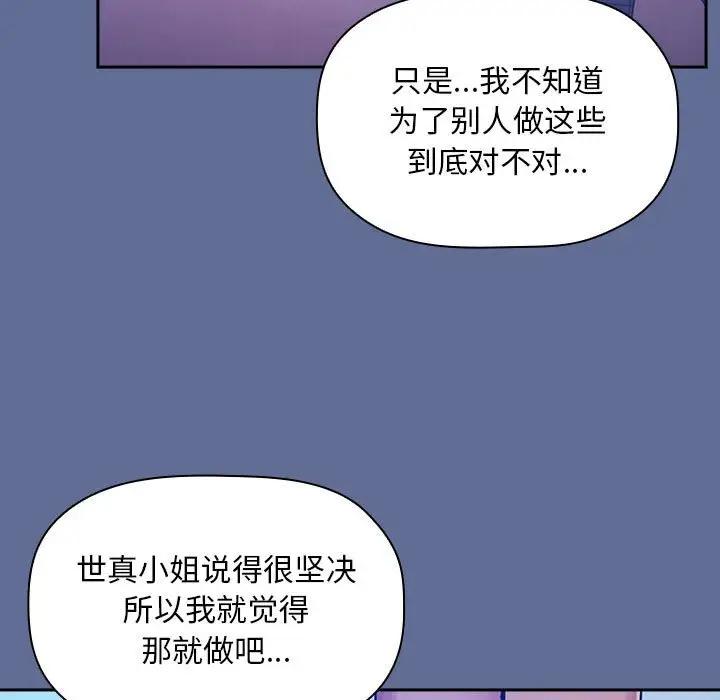 只是...我不知道
为了别人做这些
到底对不对...
世真小姐说得很坚决
所以我就觉得
那就做吧...